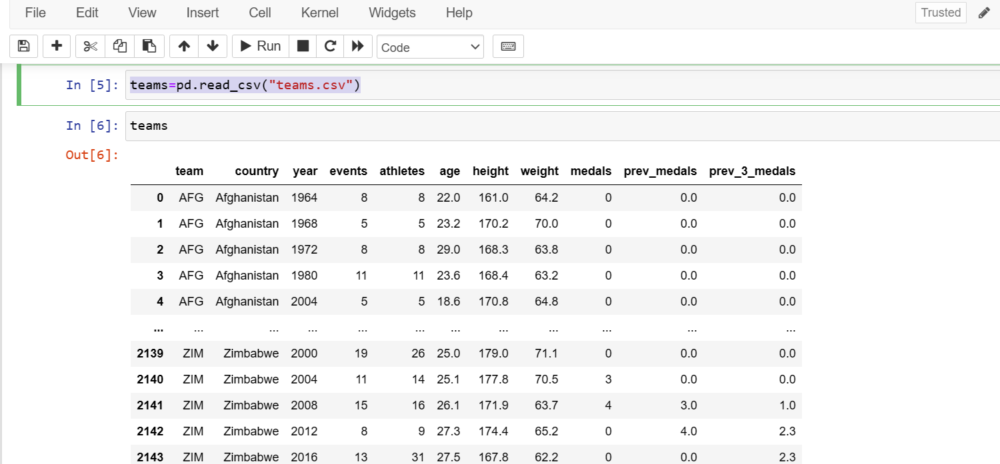 File Edit View Insert Cell Kernel Widgets Help Trusted
Run Code
In [5]: teams=pd.read_csv("teams.csv")
In [6]: teams
Out[6]:
team country year events athletes age height weight medals prev_medals prev_3_medals
0 AFG Afghanistan 1964 8 8 22.0 161.0 64.2 0 0.0 0.0
1 AFG Afghanistan 1968 5 5 23.2 170.2 70.0 0 0.0 0.0
2 AFG Afghanistan 1972 8 8 29.0 168.3 63.8 0 0.0 0.0
3 AFG Afghanistan 1980 11 11 23.6 168.4 63.2 0 0.0 0.0
4 AFG Afghanistan 2004 5 5 18.6 170.8 64.8 0 0.0 0.0
... ... ... ... ... ... ... ... ... ... ... ...
2139 ZIM Zimbabwe 2000 19 26 25.0 179.0 71.1 0 0.0 0.0
2140 ZIM Zimbabwe 2004 11 14 25.1 177.8 70.5 3 0.0 0.0
2141 ZIM Zimbabwe 2008 15 16 26.1 171.9 63.7 4 3.0 1.0
2142 ZIM Zimbabwe 2012 8 9 27.3 174.4 65.2 0 4.0 2.3
2143 ZIM Zimbabwe 2016 13 31 27.5 167.8 62.2 0 0.0 2.3